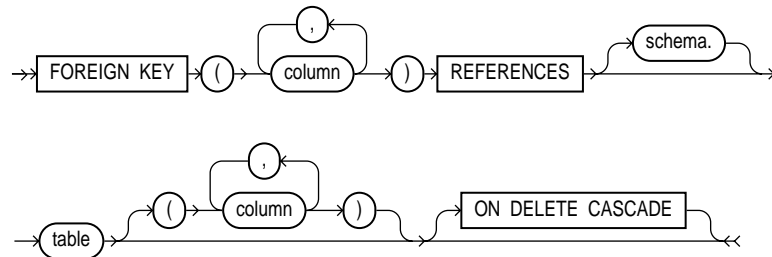 ,
FOREIGN KEY ( column ) REFERENCES schema.
,
table ( column ) ON DELETE CASCADE